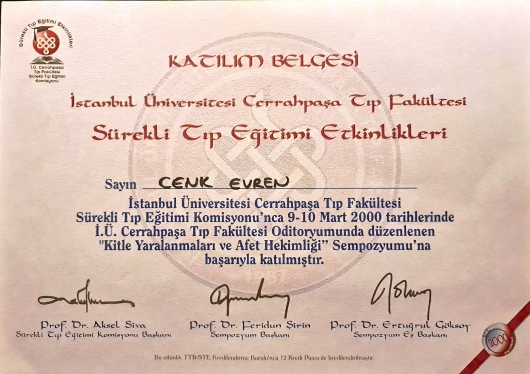 Sürekli Tıp Eğitimi Etkinlikleri
İ.Ü. Cerrahpaşa
Tıp Fakültesi
Sürekli Tıp Eğitimi
Komisyonu
KATILIM BELGESİ
İstanbul Üniversitesi Cerrahpaşa Tıp Fakültesi
Sürekli Tıp Eğitimi Etkinlikleri
Sayın CENK EVREN
İstanbul Üniversitesi Cerrahpaşa Tıp Fakültesi
Sürekli Tıp Eğitimi Komisyonu'nca 9-10 Mart 2000 tarihlerinde
İ.Ü. Cerrahpaşa Tıp Fakültesi Oditoryumunda düzenlenen
"Kitle Yaralanmaları ve Afet Hekimliği" Sempozyumu'na
başarıyla katılmıştır.
Prof. Dr. Aksel Siva
Sürekli Tıp Eğitimi Komisyonu Başkanı
Prof. Dr. Feridun Şirin
Sempozyum Başkanı
Prof. Dr. Ertuğrul Göksoy
Sempozyum Eş Başkanı
Bu etkinlik TTB-STE Kredilendirme Kurulu'nca 12 Kredi Puanı ile kredilendirilmiştir.
2000